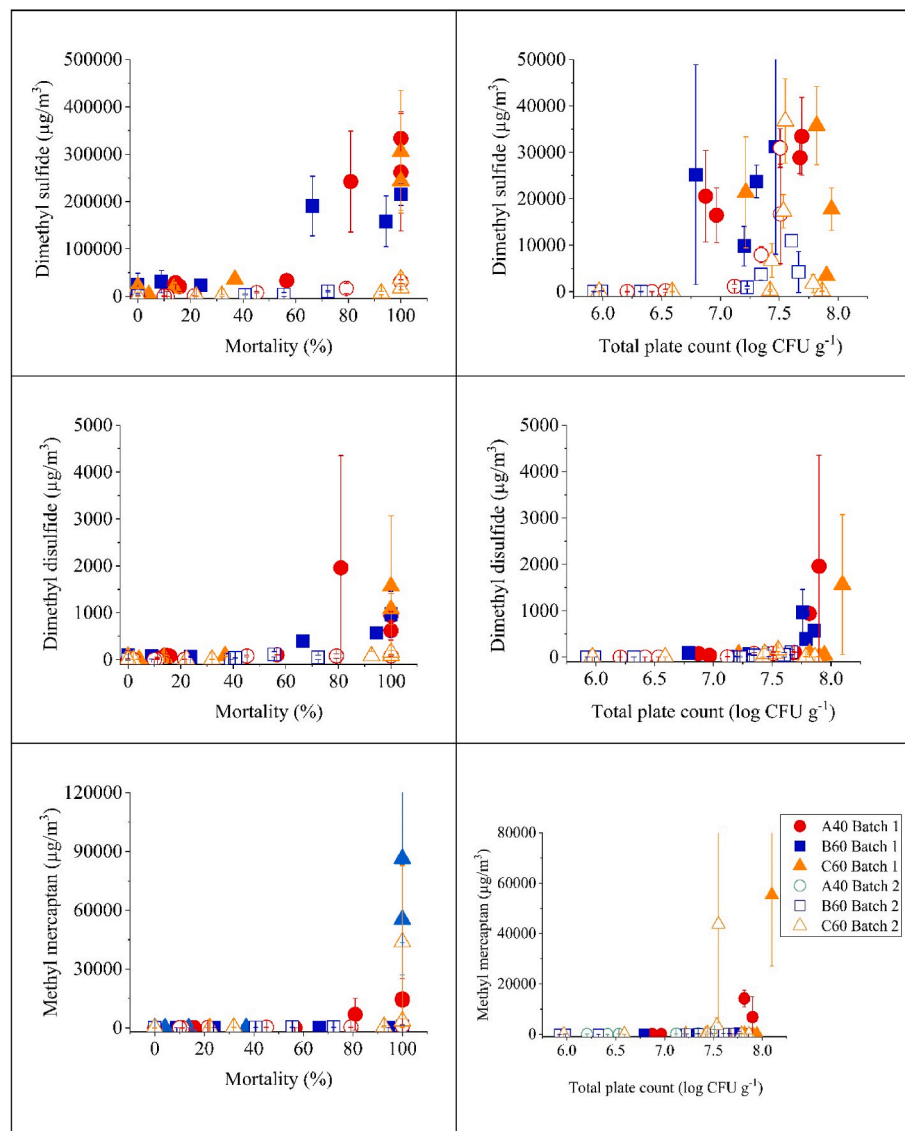 500000
400000
300000
200000
100000
0
Dimethyl sulfide (µg/m³)
0 20 40 60 80 100
Mortality (%)
50000
40000
30000
20000
10000
0
Dimethyl sulfide (µg/m³)
6.0 6.5 7.0 7.5 8.0
Total plate count (log CFU g⁻¹)
5000
4000
3000
2000
1000
0
Dimethyl disulfide (µg/m³)
0 20 40 60 80 100
Mortality (%)
5000
4000
3000
2000
1000
0
Dimethyl disulfide (µg/m³)
6.0 6.5 7.0 7.5 8.0
Total plate count (log CFU g⁻¹)
120000
90000
60000
30000
0
Methyl mercaptan (µg/m³)
0 20 40 60 80 100
Mortality (%)
80000
60000
40000
20000
0
Methyl mercaptan (µg/m³)
6.0 6.5 7.0 7.5 8.0
Total plate count (log CFU g⁻¹)
A40 Batch 1
B60 Batch 1
C60 Batch 1
A40 Batch 2
B60 Batch 2
C60 Batch 2